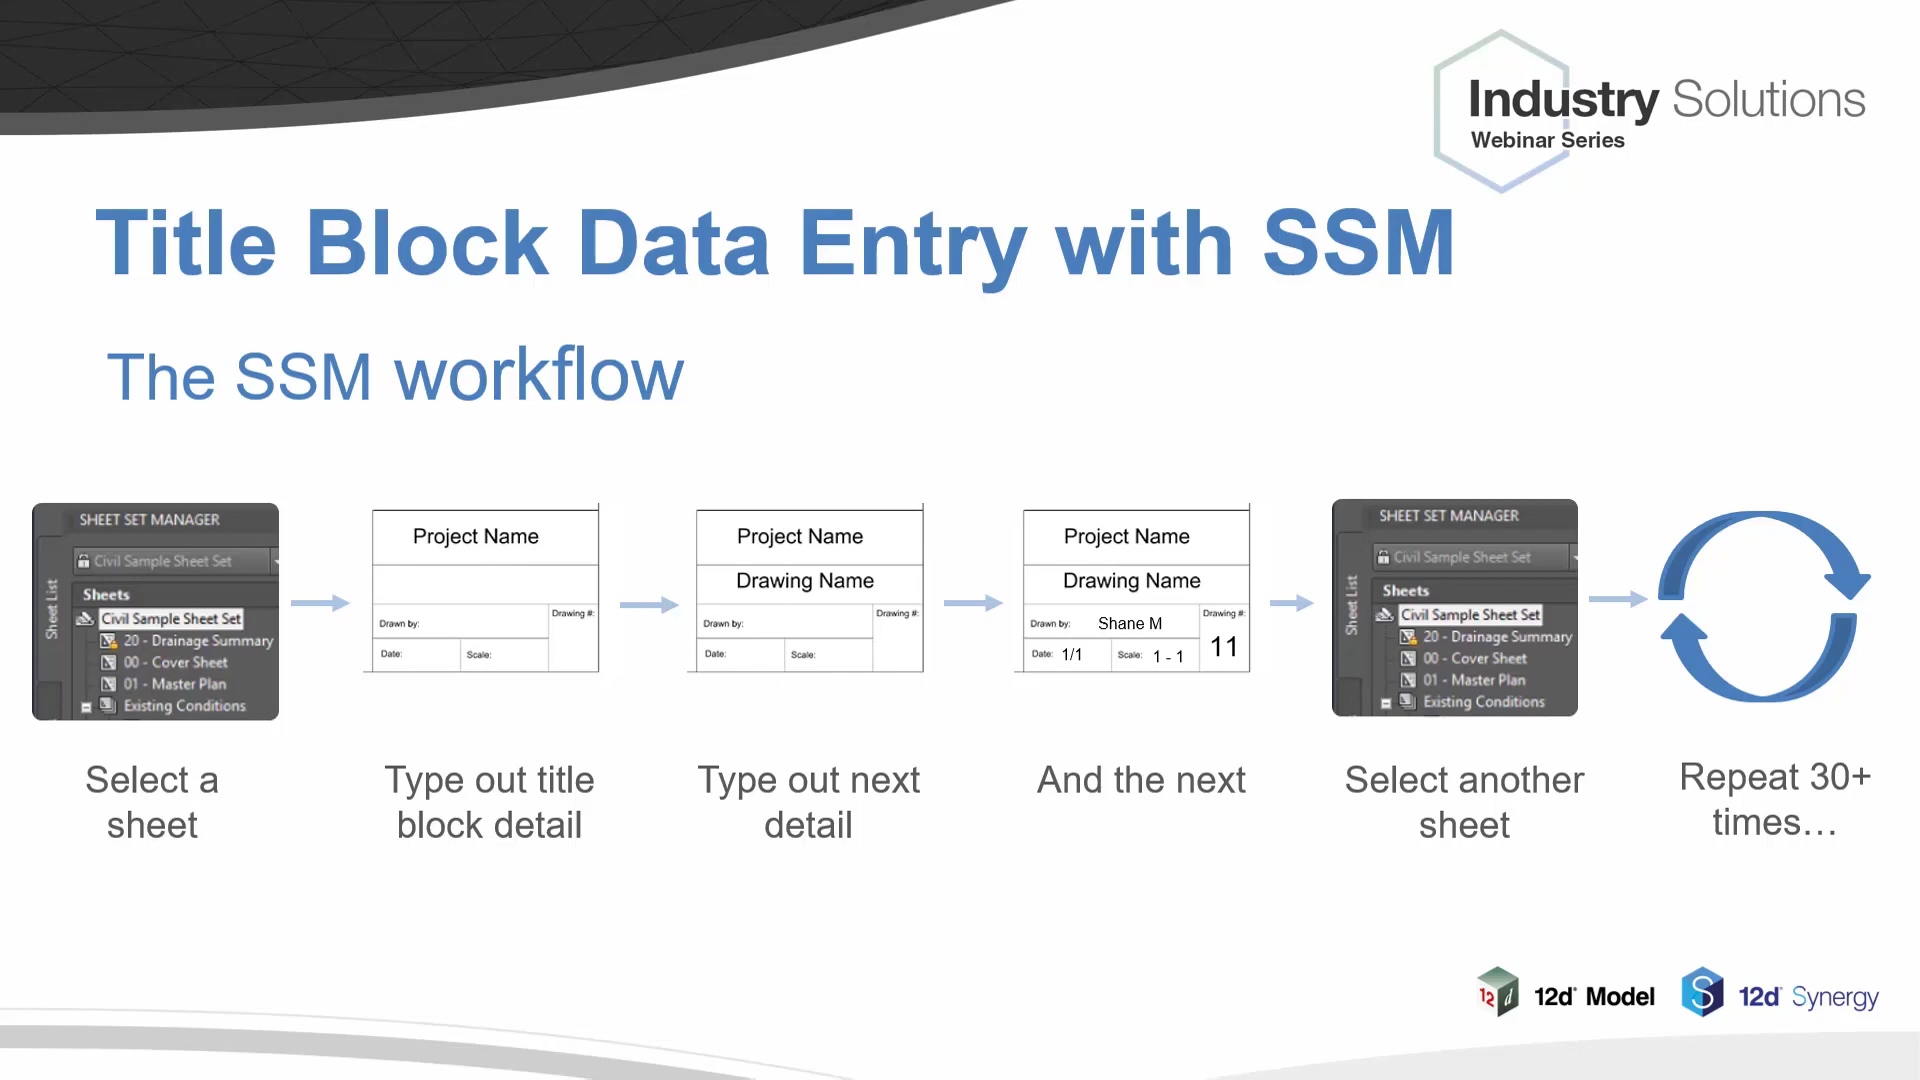 Industry Solutions
Webinar Series
Title Block Data Entry with SSM
The SSM workflow
SHEET SET MANAGER
Civil Sample Sheet Set
Sheet List
Sheets
Civil Sample Sheet Set
20 - Drainage Summary
00 - Cover Sheet
01 - Master Plan
Existing Conditions
Project Name
Drawing #:
Drawn by:
Date:
Scale:
Project Name
Drawing Name
Drawing #:
Drawn by:
Date:
Scale:
Project Name
Drawing Name
Drawing #:
Drawn by: Shane M
11
Date: 1/1
Scale: 1 - 1
SHEET SET MANAGER
Civil Sample Sheet Set
Sheet List
Sheets
Civil Sample Sheet Set
20 - Drainage Summary
00 - Cover Sheet
01 - Master Plan
Existing Conditions
Select a
sheet
Type out title
block detail
Type out next
detail
And the next
Select another
sheet
Repeat 30+
times…
12d
12d® Model
S
12d® Synergy